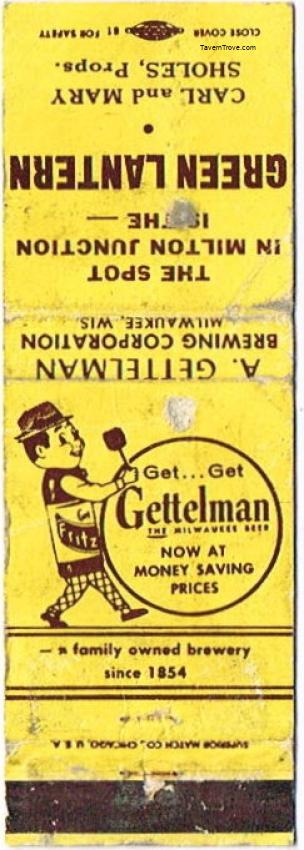 TavernTrove.com
CLOSE COVER 81 FOR SAFETY
CARL and MARY
SHOLES, Props.
THE SPOT
IN MILTON JUNCTION
IS THE —
GREEN LANTERN
A. GETTELMAN
BREWING CORPORATION
MILWAUKEE, WIS.
Get...Get
Gettelman
THE MILWAUKEE BEER
Fritz
NOW AT
MONEY SAVING
PRICES
— a family owned brewery
since 1854
SUPERIOR MATCH CO., CHICAGO, U. S. A.